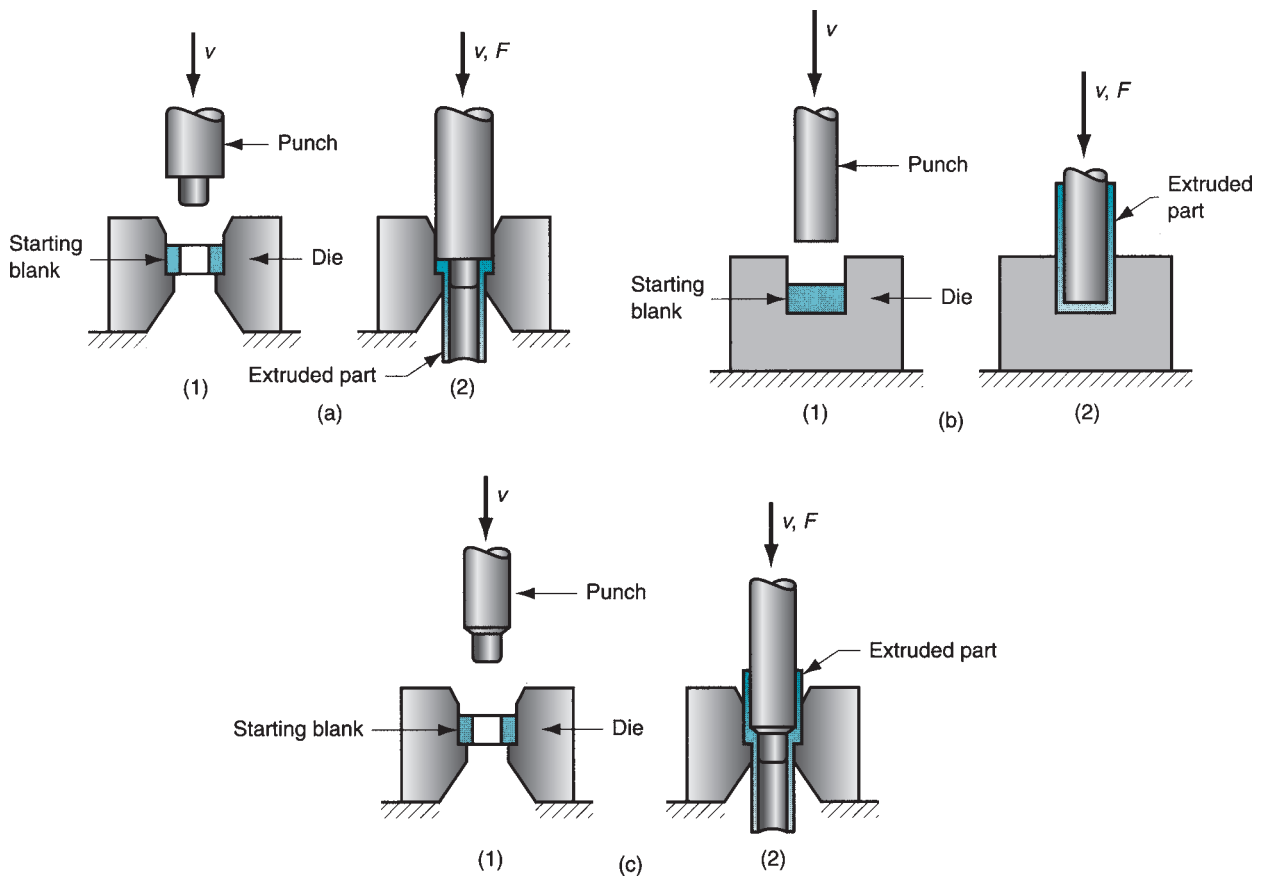 v
Punch
Starting
blank
Die
(1)
v, F
Extruded part
(2)
(a)
v
Punch
Starting
blank
Die
(1)
v, F
Extruded
part
(2)
(b)
v
Punch
Starting blank
Die
(1)
v, F
Extruded part
(2)
(c)